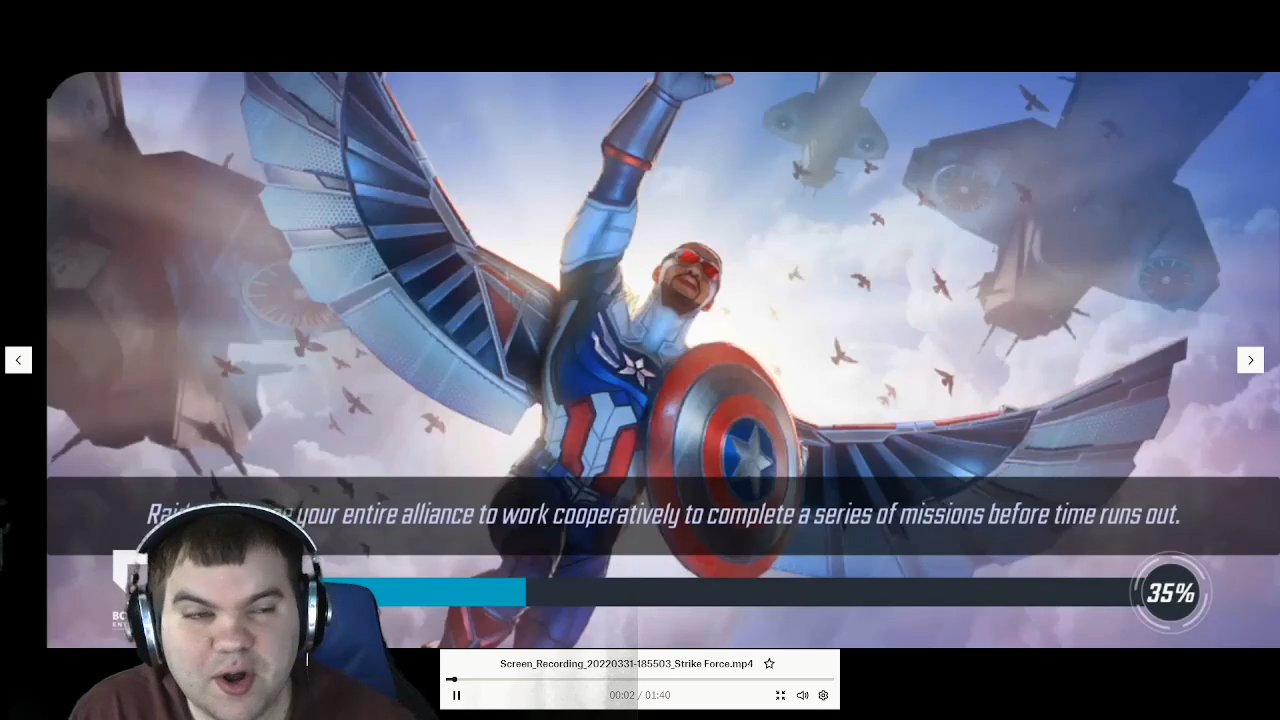 your entire alliance to work cooperatively to complete a series of missions before time runs out.
35%
Screen_Recording_20220331-185503_Strike Force.mp4
00:02 / 01:40